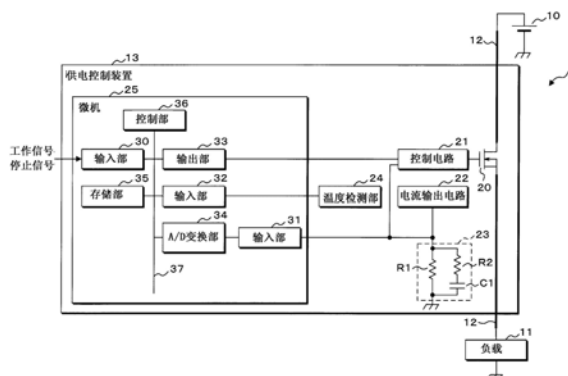 10
12
13
供电控制装置
25
微机
36
控制部
工作信号
停止信号
30
输入部
33
输出部
21
控制电路
20
35
存储部
32
输入部
24
温度检测部
22
电流输出电路
34
A/D变换部
31
输入部
23
R1
R2
C1
37
12
11
负载